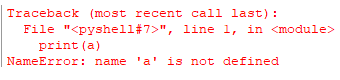 Traceback (most recent call last):
  File "<pyshell#7>", line 1, in <module>
    print(a)
NameError: name 'a' is not defined